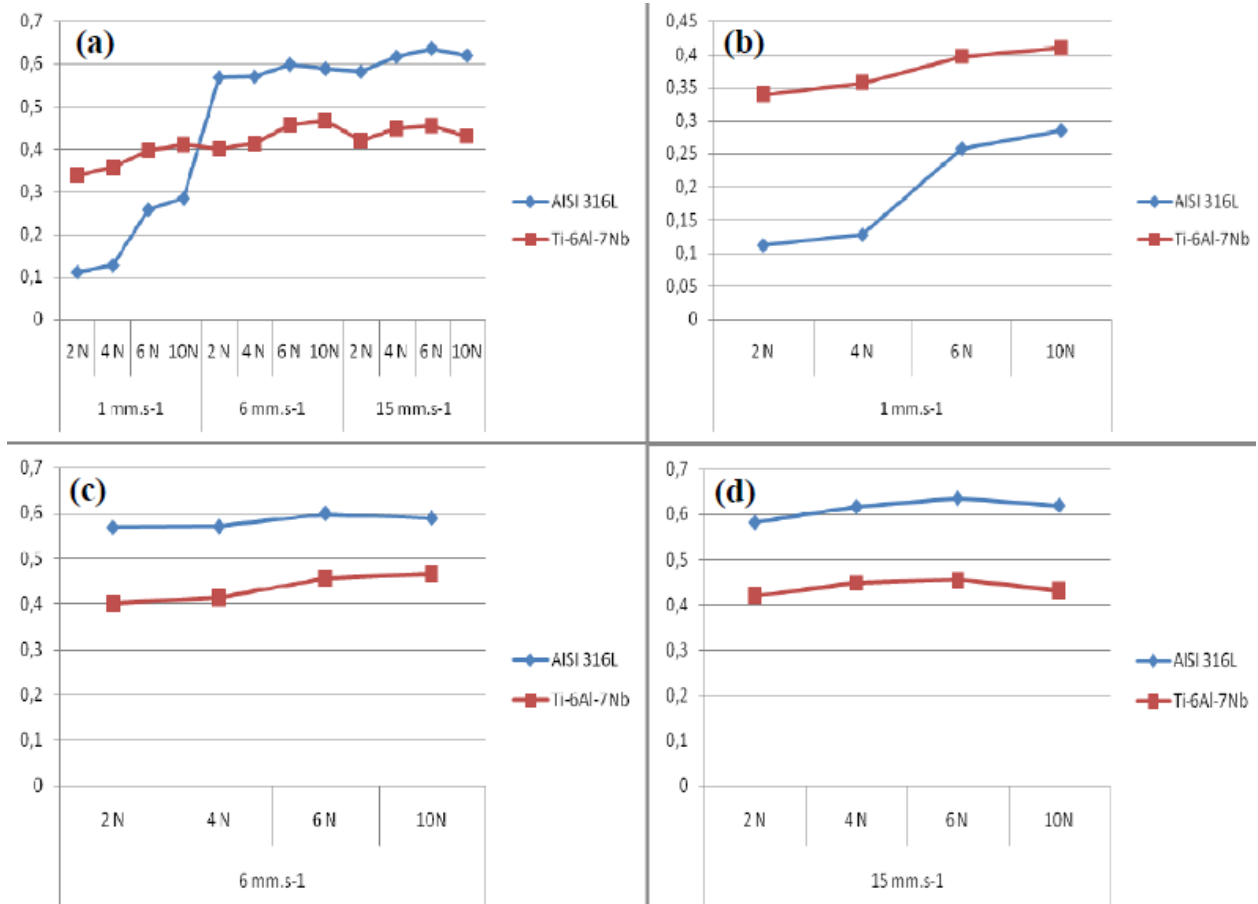 (a)
0,7
0,6
0,5
0,4
0,3
0,2
0,1
0
2 N 4 N 6 N 10N 2 N 4 N 6 N 10N 2 N 4 N 6 N 10N
1 mm.s-1 6 mm.s-1 15 mm.s-1
AISI 316L
Ti-6Al-7Nb
(b)
0,45
0,4
0,35
0,3
0,25
0,2
0,15
0,1
0,05
0
2 N 4 N 6 N 10N
1 mm.s-1
AISI 316L
Ti-6Al-7Nb
(c)
0,7
0,6
0,5
0,4
0,3
0,2
0,1
0
2 N 4 N 6 N 10N
6 mm.s-1
AISI 316L
Ti-6Al-7Nb
(d)
0,7
0,6
0,5
0,4
0,3
0,2
0,1
0
2 N 4 N 6 N 10N
15 mm.s-1
AISI 316L
Ti-6Al-7Nb